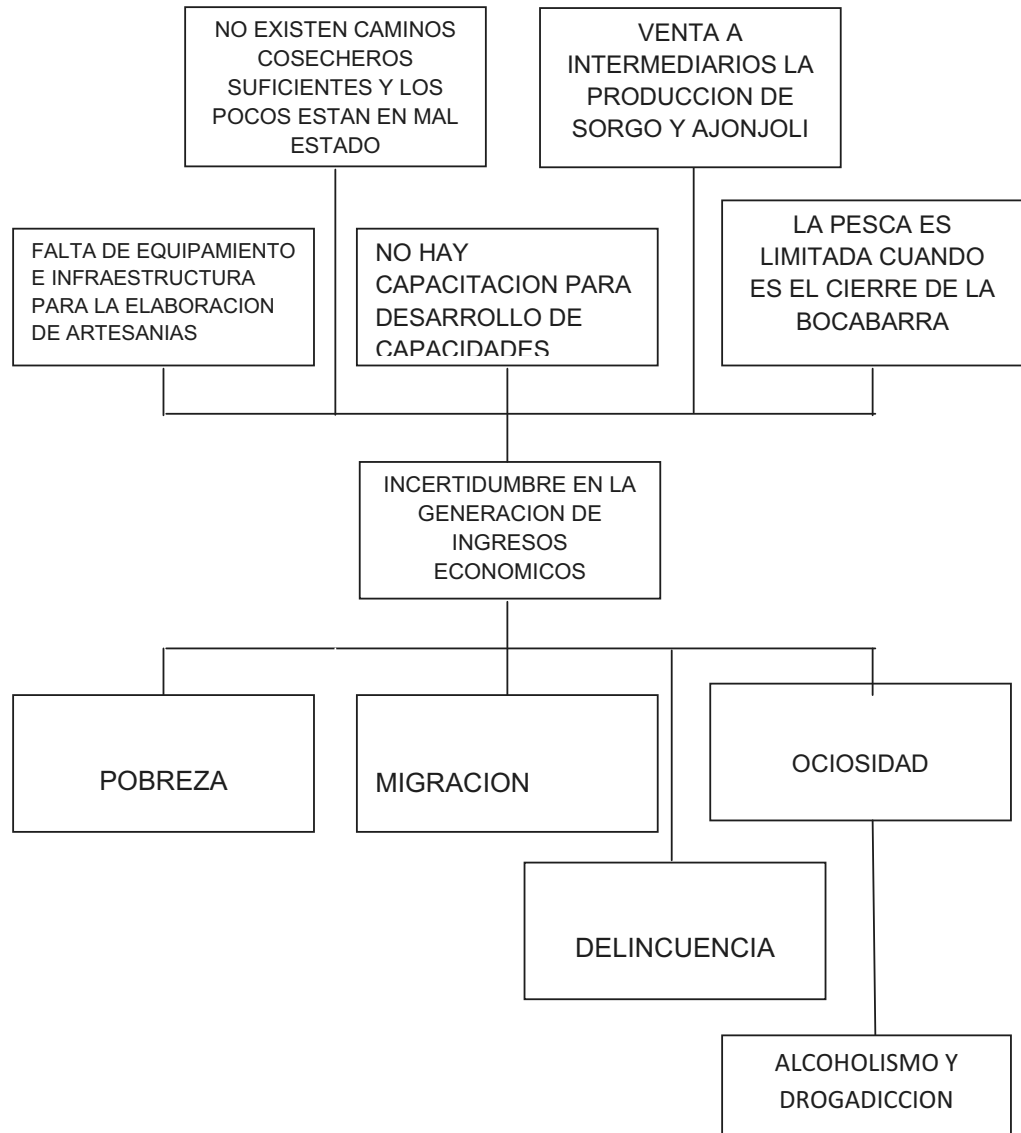 NO EXISTEN CAMINOS
COSECHEROS
SUFICIENTES Y LOS
POCOS ESTAN EN MAL
ESTADO
VENTA A
INTERMEDIARIOS LA
PRODUCCION DE
SORGO Y AJONJOLI
FALTA DE EQUIPAMIENTO
E INFRAESTRUCTURA
PARA LA ELABORACION
DE ARTESANIAS
NO HAY
CAPACITACION PARA
DESARROLLO DE
CAPACIDADES
LA PESCA ES
LIMITADA CUANDO
ES EL CIERRE DE LA
BOCABARRA
INCERTIDUMBRE EN LA
GENERACION DE
INGRESOS
ECONOMICOS
POBREZA
MIGRACION
OCIOSIDAD
DELINCUENCIA
ALCOHOLISMO Y
DROGADICCION